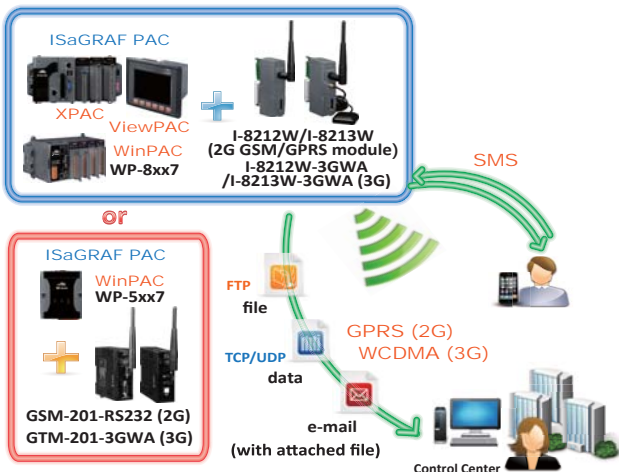 ISaGRAF PAC
XPAC
ViewPAC
WinPAC
WP-8xx7
I-8212W/I-8213W
(2G GSM/GPRS module)
I-8212W-3GWA
/I-8213W-3GWA (3G)
SMS
or
ISaGRAF PAC
WinPAC
WP-5xx7
GSM-201-RS232 (2G)
GTM-201-3GWA (3G)
FTP
file
GPRS (2G)
WCDMA (3G)
TCP/UDP
data
e-mail
(with attached file)
Control Center